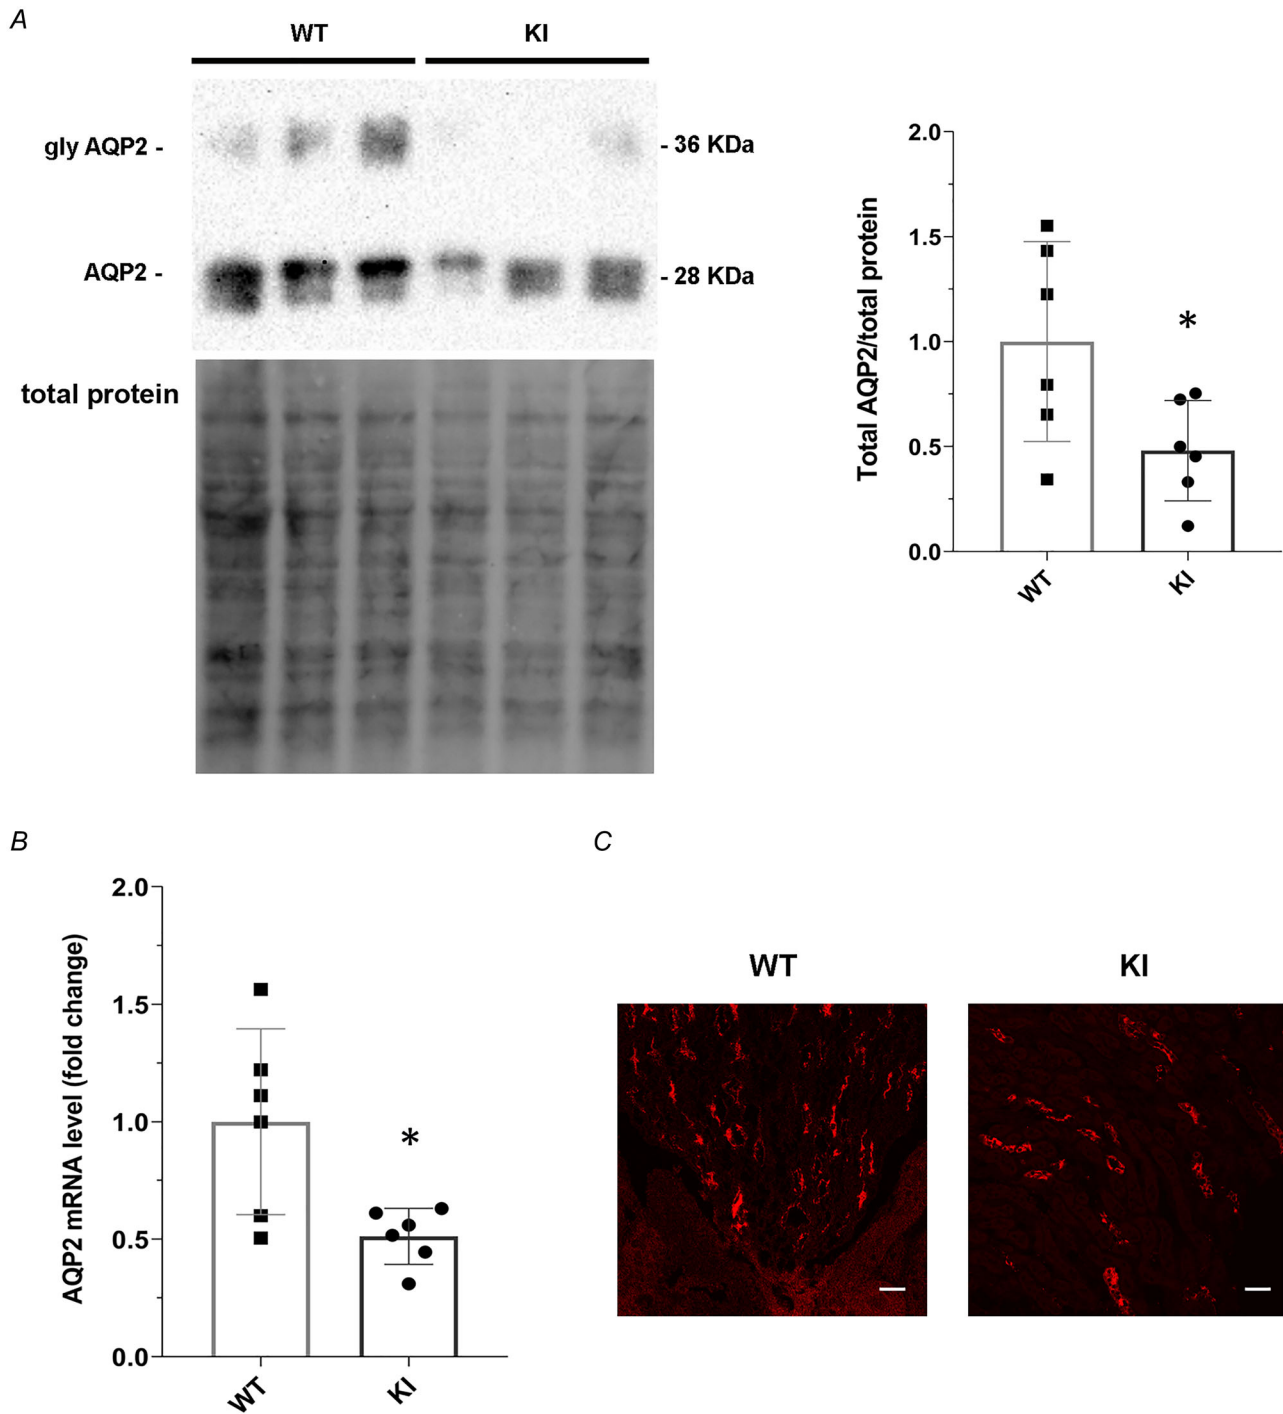 A
WT KI
gly AQP2 - - 36 KDa
AQP2 - - 28 KDa
total protein
Total AQP2/total protein
2.0
1.5
1.0
0.5
0.0
*
WT KI
B
AQP2 mRNA level (fold change)
2.0
1.5
1.0
0.5
0.0
*
WT KI
C
WT KI